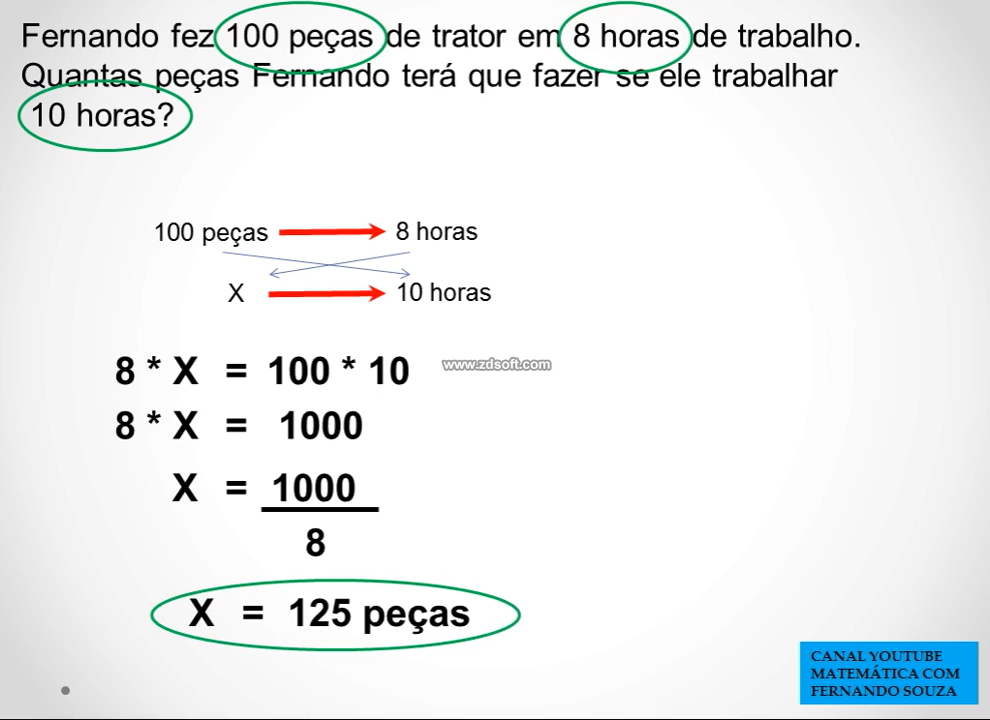 Fernando fez 100 peças de trator em 8 horas de trabalho.
Quantas peças Fernando terá que fazer se ele trabalhar
10 horas?
100 peças 8 horas
X 10 horas
8 * X = 100 * 10
www.zdsoft.com
8 * X = 1000
X = 1000
8
X = 125 peças
CANAL YOUTUBE
MATEMÁTICA COM
FERNANDO SOUZA